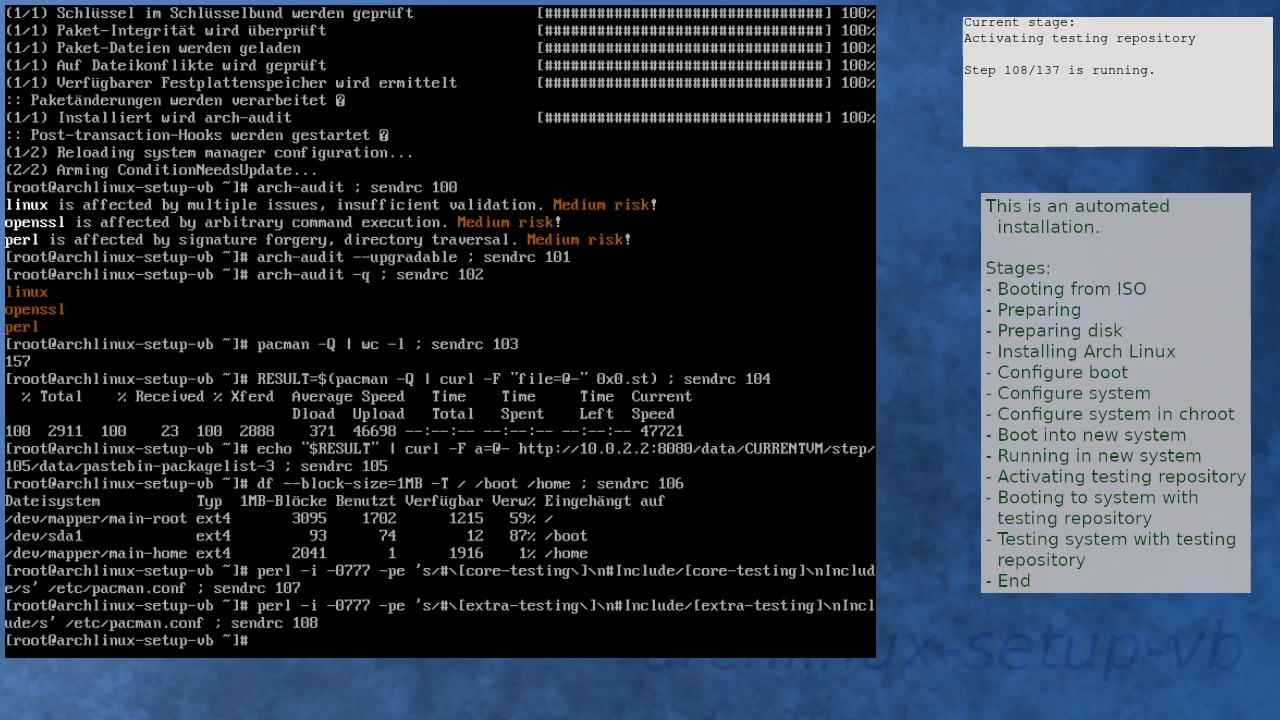 (1/1) Schlüssel im Schlüsselbund werden geprüft [################################] 100%
(1/1) Paket-Integrität wird überprüft [################################] 100%
(1/1) Paket-Dateien werden geladen [################################] 100%
(1/1) Auf Dateikonflikte wird geprüft [################################] 100%
(1/1) Verfügbarer Festplattenspeicher wird ermittelt [################################] 100%
:: Paketänderungen werden verarbeitet �
(1/1) Installiert wird arch-audit [################################] 100%
:: Post-transaction-Hooks werden gestartet �
(1/2) Reloading system manager configuration...
(2/2) Arming ConditionNeedsUpdate...
[root@archlinux-setup-vb ~]# arch-audit ; sendrc 100
linux is affected by multiple issues, insufficient validation. Medium risk!
openssl is affected by arbitrary command execution. Medium risk!
perl is affected by signature forgery, directory traversal. Medium risk!
[root@archlinux-setup-vb ~]# arch-audit --upgradable ; sendrc 101
[root@archlinux-setup-vb ~]# arch-audit -q ; sendrc 102
linux
openssl
perl
[root@archlinux-setup-vb ~]# pacman -Q | wc -l ; sendrc 103
157
[root@archlinux-setup-vb ~]# RESULT=$(pacman -Q | curl -F "file=@-" 0x0.st) ; sendrc 104
% Total % Received % Xferd Average Speed Time Time Time Current
Dload Upload Total Spent Left Speed
100 2911 100 23 100 2888 371 46698 --:--:-- --:--:-- --:--:-- 47721
[root@archlinux-setup-vb ~]# echo "$RESULT" | curl -F a=@- http://10.0.2.2:8080/data/CURRENTVM/step/
105/data/pastebin-packagelist-3 ; sendrc 105
[root@archlinux-setup-vb ~]# df --block-size=1MB -T / /boot /home ; sendrc 106
Dateisystem Typ 1MB-Blöcke Benutzt Verfügbar Verw% Eingehängt auf
/dev/mapper/main-root ext4 3095 1702 1215 59% /
/dev/sda1 ext4 93 74 12 87% /boot
/dev/mapper/main-home ext4 2041 1 1916 1% /home
[root@archlinux-setup-vb ~]# perl -i -0777 -pe 's/#\[core-testing\]\n#Include/[core-testing]\nInclud
e/s' /etc/pacman.conf ; sendrc 107
[root@archlinux-setup-vb ~]# perl -i -0777 -pe 's/#\[extra-testing\]\n#Include/[extra-testing]\nIncl
ude/s' /etc/pacman.conf ; sendrc 108
[root@archlinux-setup-vb ~]#
Current stage:
Activating testing repository
Step 108/137 is running.
This is an automated
installation.
Stages:
- Booting from ISO
- Preparing
- Preparing disk
- Installing Arch Linux
- Configure boot
- Configure system
- Configure system in chroot
- Boot into new system
- Running in new system
- Activating testing repository
- Booting to system with
testing repository
- Testing system with testing
repository
- End
archlinux-setup-vb